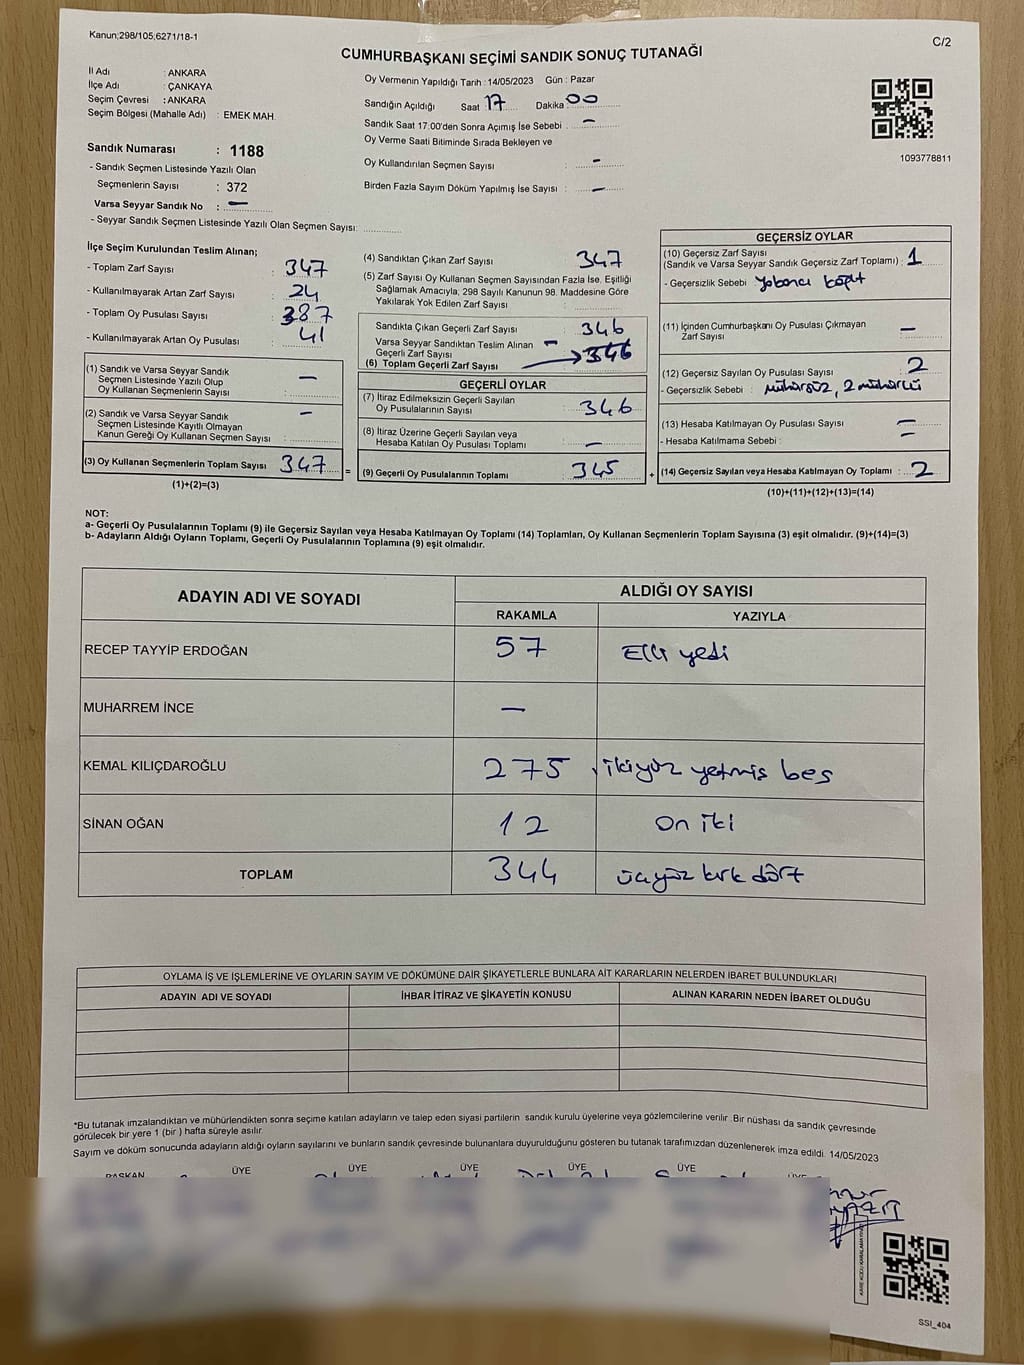 Kanun;298/105;6271/18-1
C/2
CUMHURBAŞKANI SEÇİMİ SANDIK SONUÇ TUTANAĞI
İl Adı : ANKARA
İlçe Adı : ÇANKAYA
Seçim Çevresi : ANKARA
Seçim Bölgesi (Mahalle Adı) : EMEK MAH.
Sandık Numarası : 1188
- Sandık Seçmen Listesinde Yazılı Olan
Seçmenlerin Sayısı : 372
Varsa Seyyar Sandık No : —
- Seyyar Sandık Seçmen Listesinde Yazılı Olan Seçmen Sayısı:
Oy Vermenin Yapıldığı Tarih : 14/05/2023 Gün : Pazar
Sandığın Açıldığı Saat 17 Dakika 00
Sandık Saat 17:00'den Sonra Açımış İse Sebebi : —
Oy Verme Saati Bitiminde Sırada Bekleyen ve
Oy Kullandırılan Seçmen Sayısı : —
Birden Fazla Sayım Döküm Yapılmış İse Sayısı : —
1093778811
İlçe Seçim Kurulundan Teslim Alınan;
- Toplam Zarf Sayısı : 347
- Kullanılmayarak Artan Zarf Sayısı : 24
- Toplam Oy Pusulası Sayısı : 387
- Kullanılmayarak Artan Oy Pusulası : 41
(1) Sandık ve Varsa Seyyar Sandık
Seçmen Listesinde Yazılı Olup
Oy Kullanan Seçmenlerin Sayısı : —
(2) Sandık ve Varsa Seyyar Sandık
Seçmen Listesinde Kayıtlı Olmayan
Kanun Gereği Oy Kullanan Seçmen Sayısı : —
(3) Oy Kullanan Seçmenlerin Toplam Sayısı 347 =
(1)+(2)=(3)
(4) Sandıktan Çıkan Zarf Sayısı : 347
(5) Zarf Sayısı Oy Kullanan Seçmen Sayısından Fazla İse, Eşitliği
Sağlamak Amacıyla, 298 Sayılı Kanunun 98. Maddesine Göre
Yakılarak Yok Edilen Zarf Sayısı :
Sandıkta Çıkan Geçerli Zarf Sayısı : 346
Varsa Seyyar Sandıktan Teslim Alınan —
Geçerli Zarf Sayısı
(6) Toplam Geçerli Zarf Sayısı 346
GEÇERLİ OYLAR
(7) İtiraz Edilmeksizin Geçerli Sayılan
Oy Pusulalarının Sayısı : 346
(8) İtiraz Üzerine Geçerli Sayılan veya
Hesaba Katılan Oy Pusulaları Toplamı : —
(9) Geçerli Oy Pusulalarının Toplamı : 345 +
GEÇERSİZ OYLAR
(10) Geçersiz Zarf Sayısı
(Sandık ve Varsa Seyyar Sandık Geçersiz Zarf Toplamı) : 1
- Geçersizlik Sebebi : Yabancı kağıt
(11) İçinden Cumhurbaşkanı Oy Pusulası Çıkmayan
Zarf Sayısı : —
(12) Geçersiz Sayılan Oy Pusulası Sayısı : 2
- Geçersizlik Sebebi : mühürsüz, 2 mühürlü
(13) Hesaba Katılmayan Oy Pusulası Sayısı : —
- Hesaba Katılmama Sebebi : —
(14) Geçersiz Sayılan veya Hesaba Katılmayan Oy Toplamı : 2
(10)+(11)+(12)+(13)=(14)
NOT:
a- Geçerli Oy Pusulalarının Toplamı (9) ile Geçersiz Sayılan veya Hesaba Katılmayan Oy Toplamı (14) Toplamları, Oy Kullanan Seçmenlerin Toplam Sayısına (3) eşit olmalıdır. (9)+(14)=(3)
b- Adayların Aldığı Oyların Toplamı, Geçerli Oy Pusulalarının Toplamına (9) eşit olmalıdır.
ADAYIN ADI VE SOYADI ALDIĞI OY SAYISI
RAKAMLA YAZIYLA
RECEP TAYYİP ERDOĞAN 57 Elli yedi
MUHARREM İNCE —
KEMAL KILIÇDAROĞLU 275 ikiyüz yetmiş beş
SİNAN OĞAN 12 On iki
TOPLAM 344 üçyüz kırk dört
OYLAMA İŞ VE İŞLEMLERİNE VE OYLARIN SAYIM VE DÖKÜMÜNE DAİR ŞİKAYETLERLE BUNLARA AİT KARARLARIN NELERDEN İBARET BULUNDUKLARI
ADAYIN ADI VE SOYADI İHBAR İTİRAZ VE ŞİKAYETİN KONUSU ALINAN KARARIN NEDEN İBARET OLDUĞU
*Bu tutanak imzalandıktan ve mühürlendikten sonra seçime katılan adayların ve talep eden siyasi partilerin sandık kurulu üyelerine veya gözlemcilerine verilir. Bir nüshası da sandık çevresinde
görülecek bir yere 1 (bir ) hafta süreyle asılır.
Sayım ve döküm sonucunda adayların aldığı oyların sayılarını ve bunların sandık çevresinde bulunanlara duyurulduğunu gösteren bu tutanak tarafımızdan düzenlenerek imza edildi. 14/05/2023
BAŞKAN ÜYE ÜYE ÜYE ÜYE ÜYE ÜYE
SSI_404